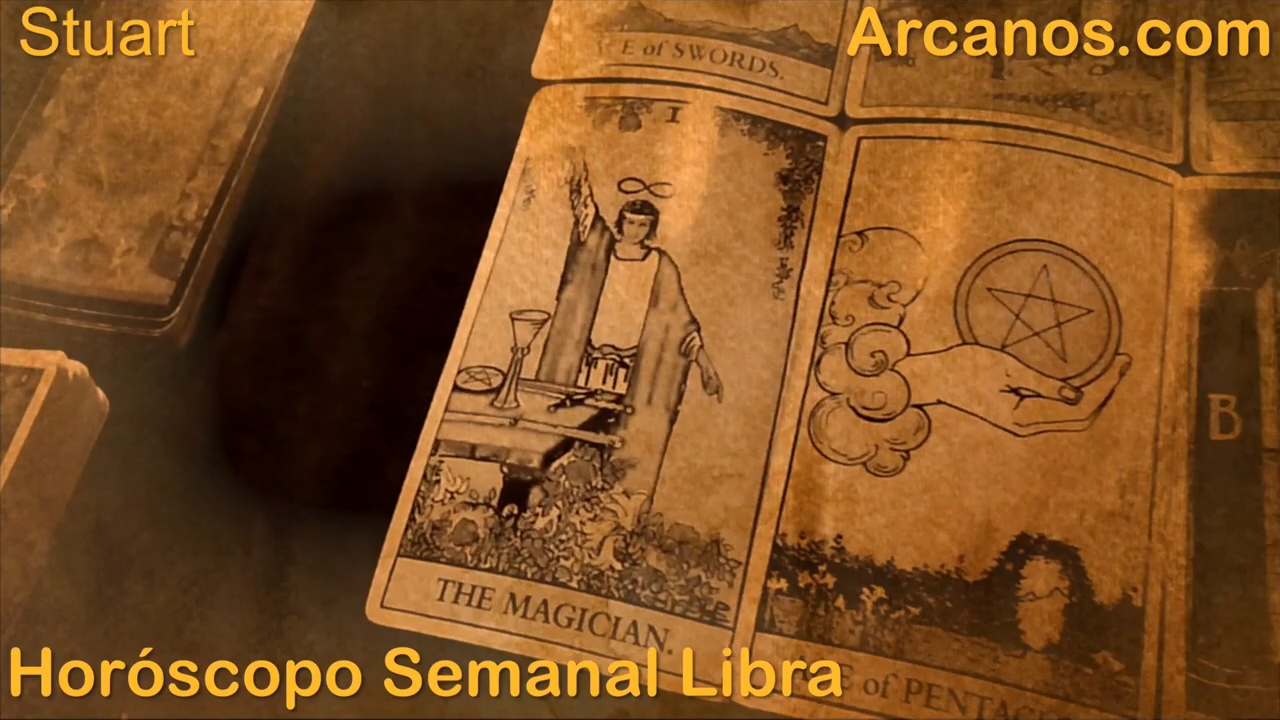 Stuart
Arcanos.com
E of SWORDS.
I
B
THE MAGICIAN.
of PENTAC
Horóscopo Semanal Libra